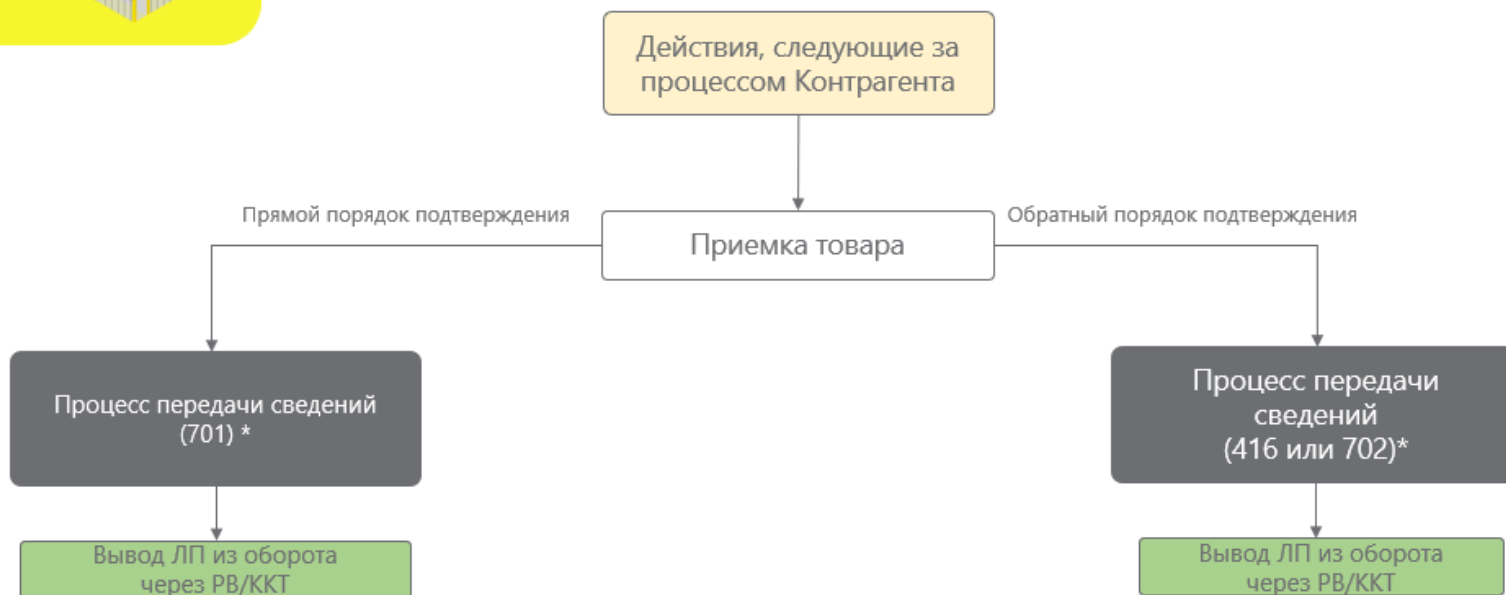 Действия, следующие за
процессом Контрагента
Прямой порядок подтверждения
Приемка товара
Обратный порядок подтверждения
Процесс передачи сведений
(701) *
Процесс передачи
сведений
(416 или 702)*
Вывод ЛП из оборота
через РВ/ККТ
Вывод ЛП из оборота
через РВ/ККТ